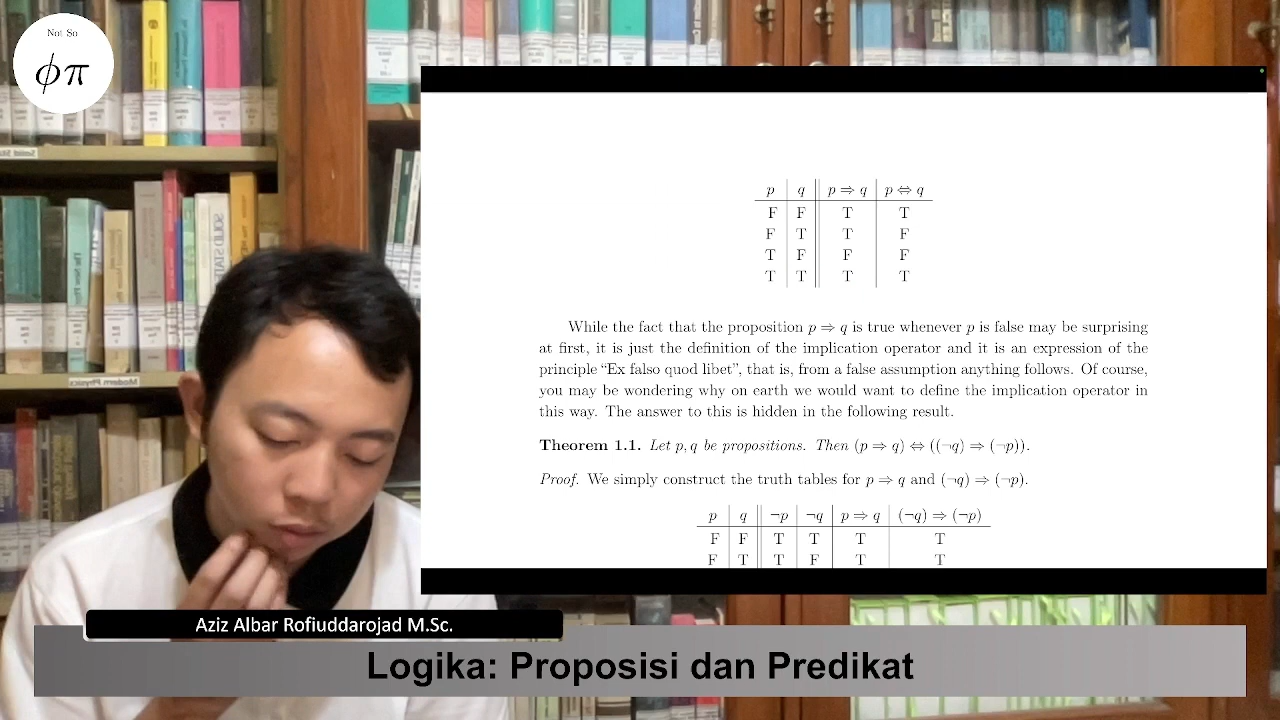 Not So
ϕπ
p q p ⇒ q p ⇔ q
F F T T
F T T F
T F F F
T T T T
While the fact that the proposition p ⇒ q is true whenever p is false may be surprising
at first, it is just the definition of the implication operator and it is an expression of the
principle “Ex falso quod libet”, that is, from a false assumption anything follows. Of course,
you may be wondering why on earth we would want to define the implication operator in
this way. The answer to this is hidden in the following result.
Theorem 1.1. Let p, q be propositions. Then (p ⇒ q) ⇔ ((¬q) ⇒ (¬p)).
Proof. We simply construct the truth tables for p ⇒ q and (¬q) ⇒ (¬p).
p q ¬p ¬q p ⇒ q (¬q) ⇒ (¬p)
F F T T T T
F T T F T T
Modern Physics
SOLID STATE
Aziz Albar Rofiuddarojad M.Sc.
Logika: Proposisi dan Predikat